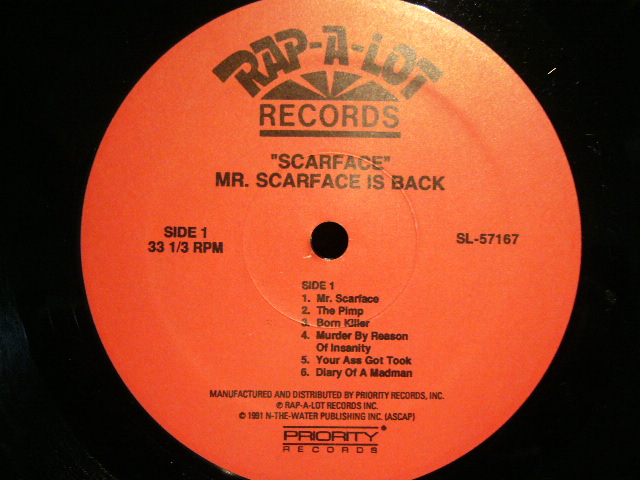 RAP-A-LOT
RECORDS
"SCARFACE"
MR. SCARFACE IS BACK
SIDE 1
33 1/3 RPM
SL-57167
SIDE 1
1. Mr. Scarface
2. The Pimp
3. Born Killer
4. Murder By Reason
Of Insanity
5. Your Ass Got Took
6. Diary Of A Madman
MANUFACTURED AND DISTRIBUTED BY PRIORITY RECORDS, INC.
© RAP-A-LOT RECORDS INC.
© 1991 N-THE-WATER PUBLISHING INC. (ASCAP)
PRIORITY
RECORDS